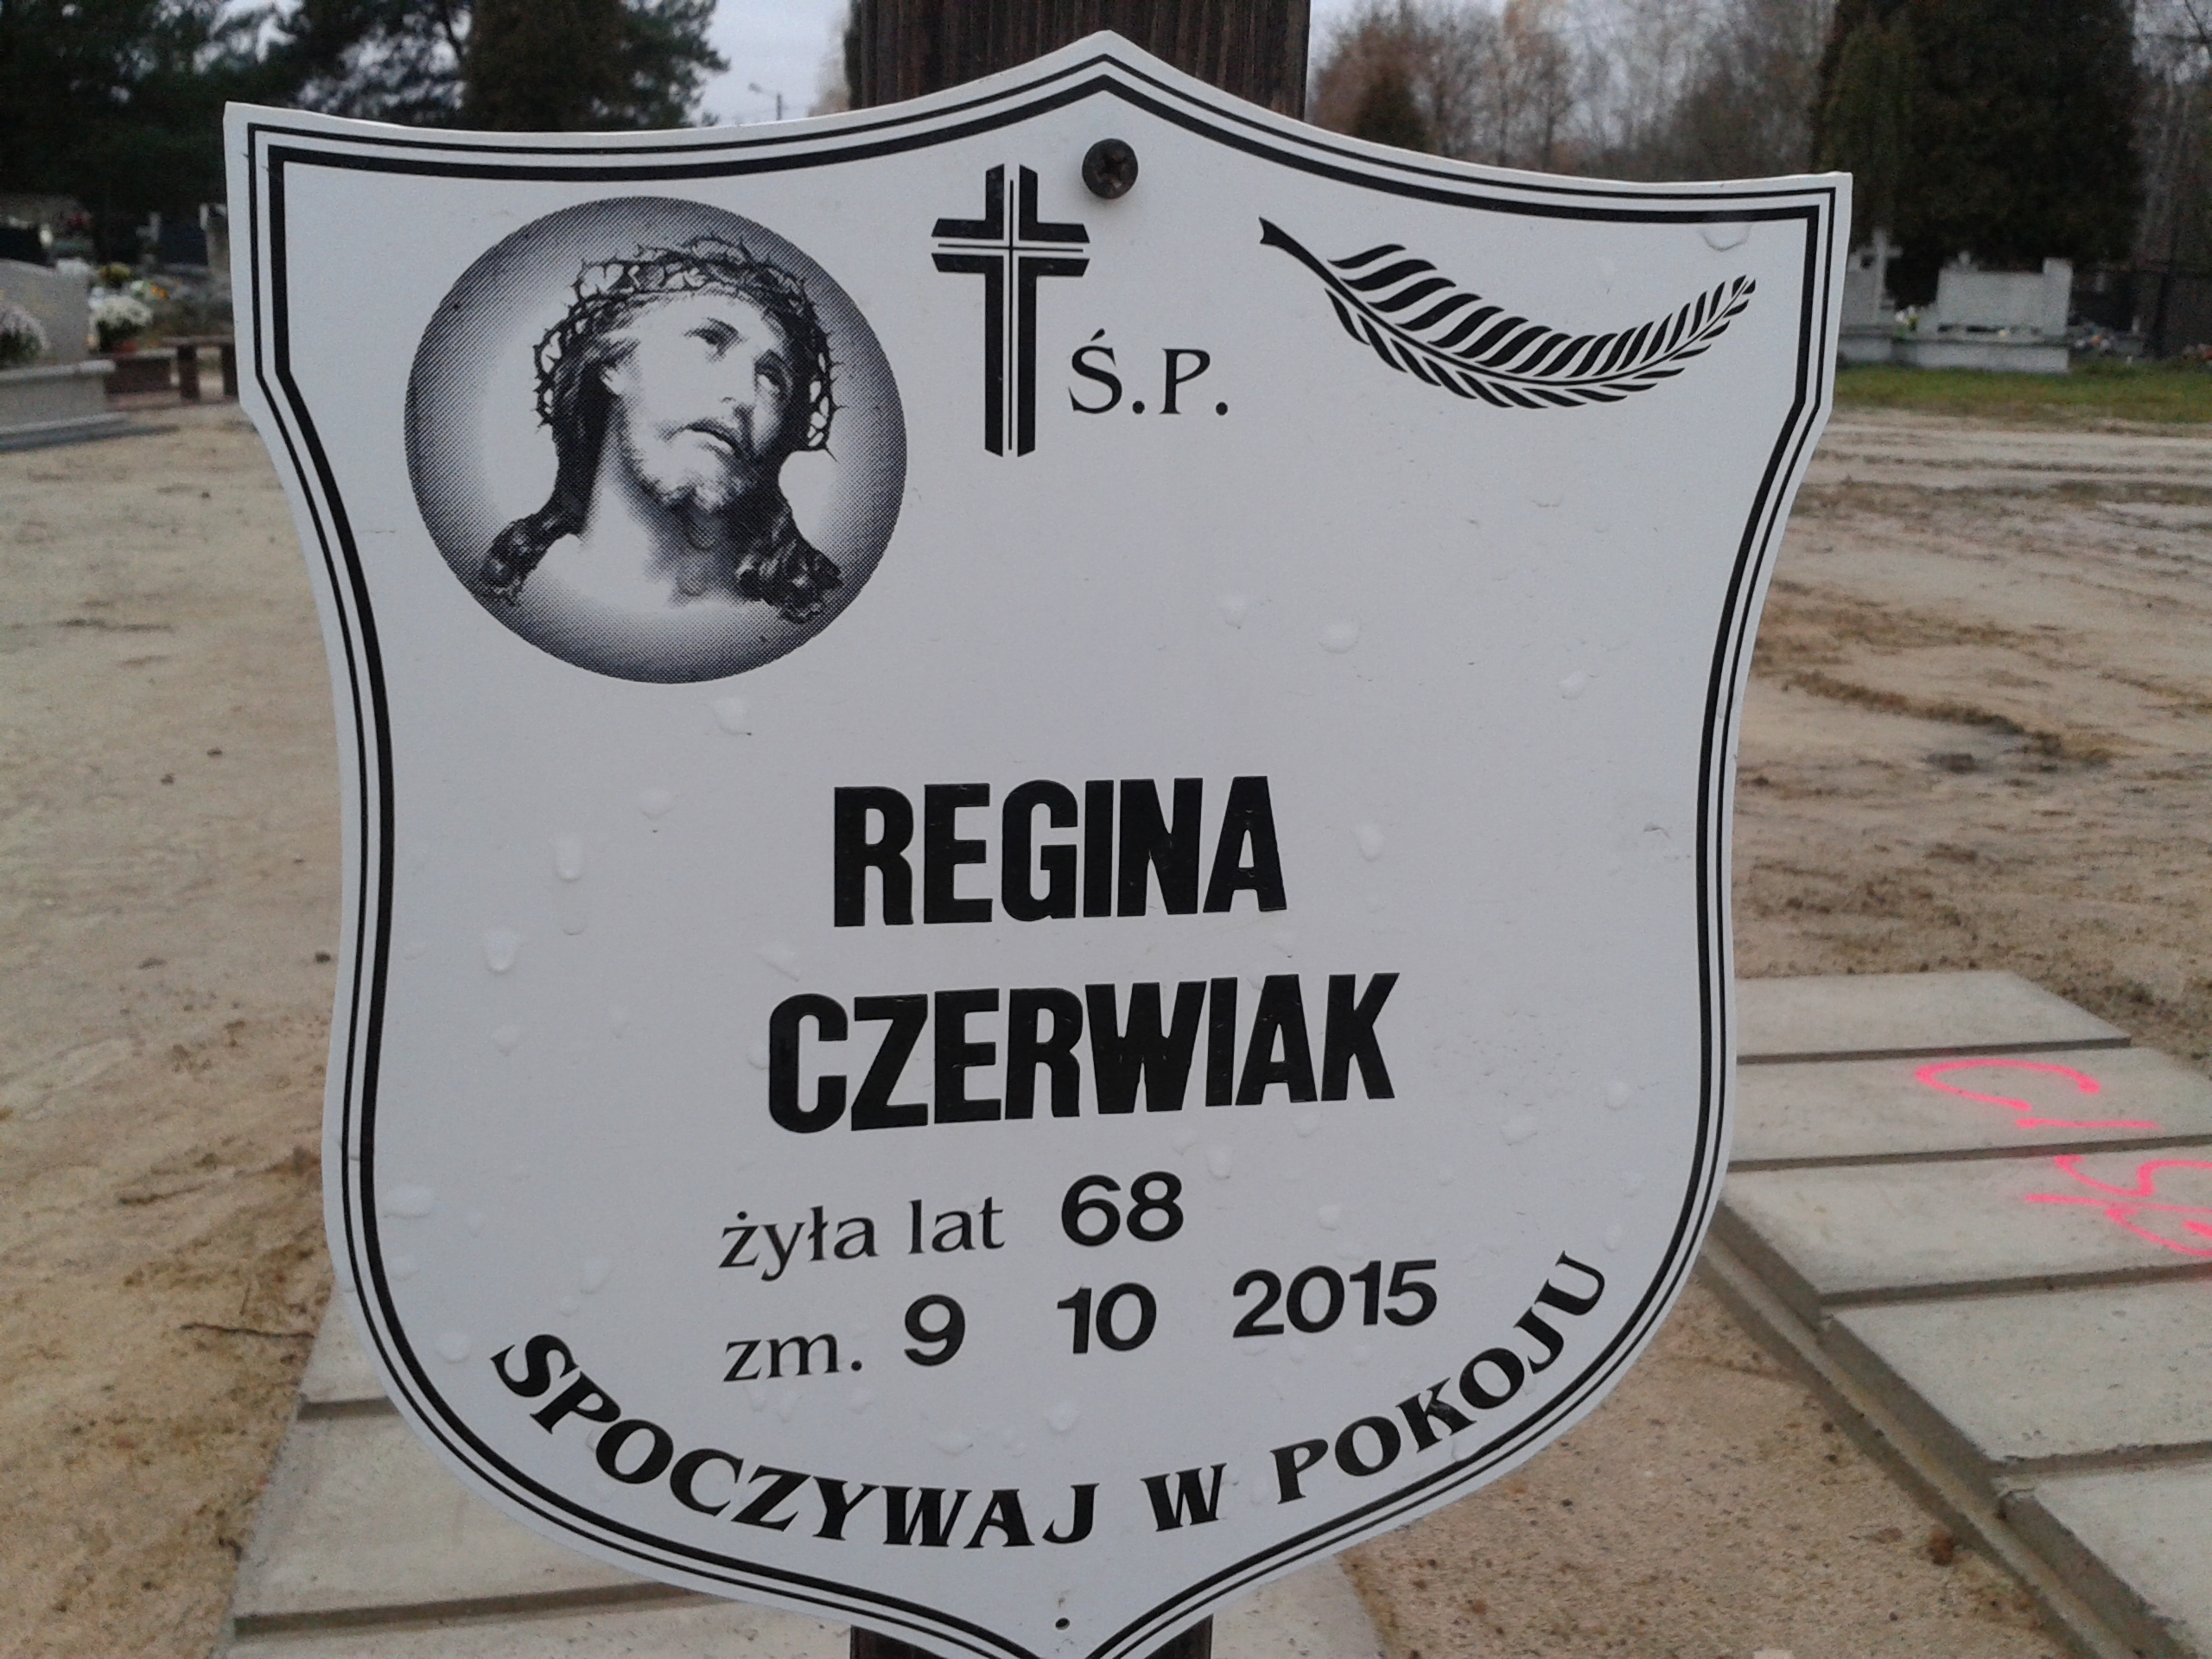 Ś.P.
REGINA
CZERWIAK
żyła lat 68
zm. 9 10 2015
SPOCZYWAJ W POKOJU